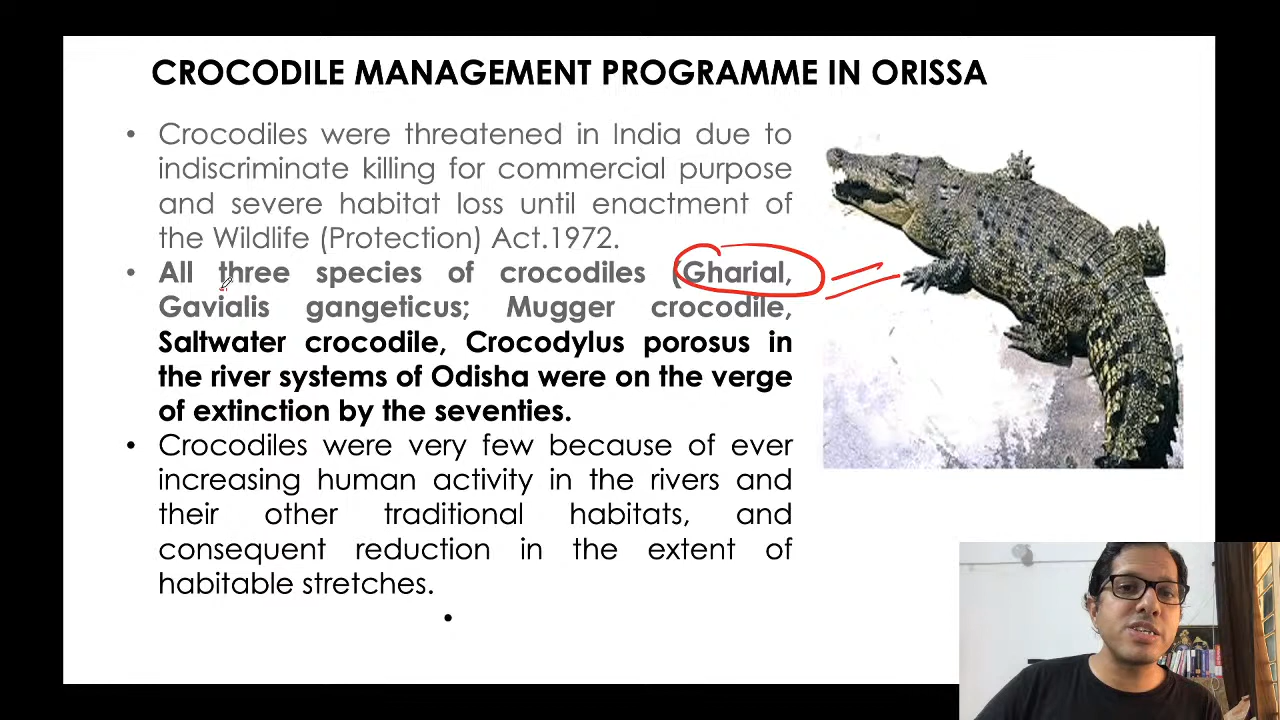 CROCODILE MANAGEMENT PROGRAMME IN ORISSA
• Crocodiles were threatened in India due to
indiscriminate killing for commercial purpose
and severe habitat loss until enactment of
the Wildlife (Protection) Act.1972.
• All three species of crocodiles (Gharial,
Gavialis gangeticus; Mugger crocodile,
Saltwater crocodile, Crocodylus porosus in
the river systems of Odisha were on the verge
of extinction by the seventies.
• Crocodiles were very few because of ever
increasing human activity in the rivers and
their other traditional habitats, and
consequent reduction in the extent of
habitable stretches.
•